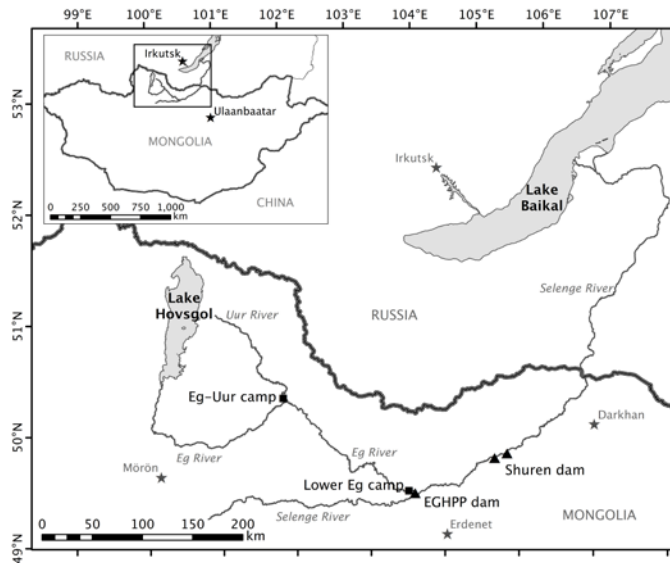 99°E 100°E 101°E 102°E 103°E 104°E 105°E 106°E 107°E
53°N
52°N
51°N
50°N
49°N
RUSSIA
Irkutsk
Ulaanbaatar
MONGOLIA
CHINA
0 250 500 750 1,000
km
Irkutsk
Lake
Baikal
Selenge River
Lake
Hovsgol
Uur River
RUSSIA
Eg-Uur camp
Darkhan
Eg River
Eg River
Mörön
Shuren dam
Lower Eg camp
EGHPP dam
Selenge River
Erdenet
MONGOLIA
0 50 100 150 200
km